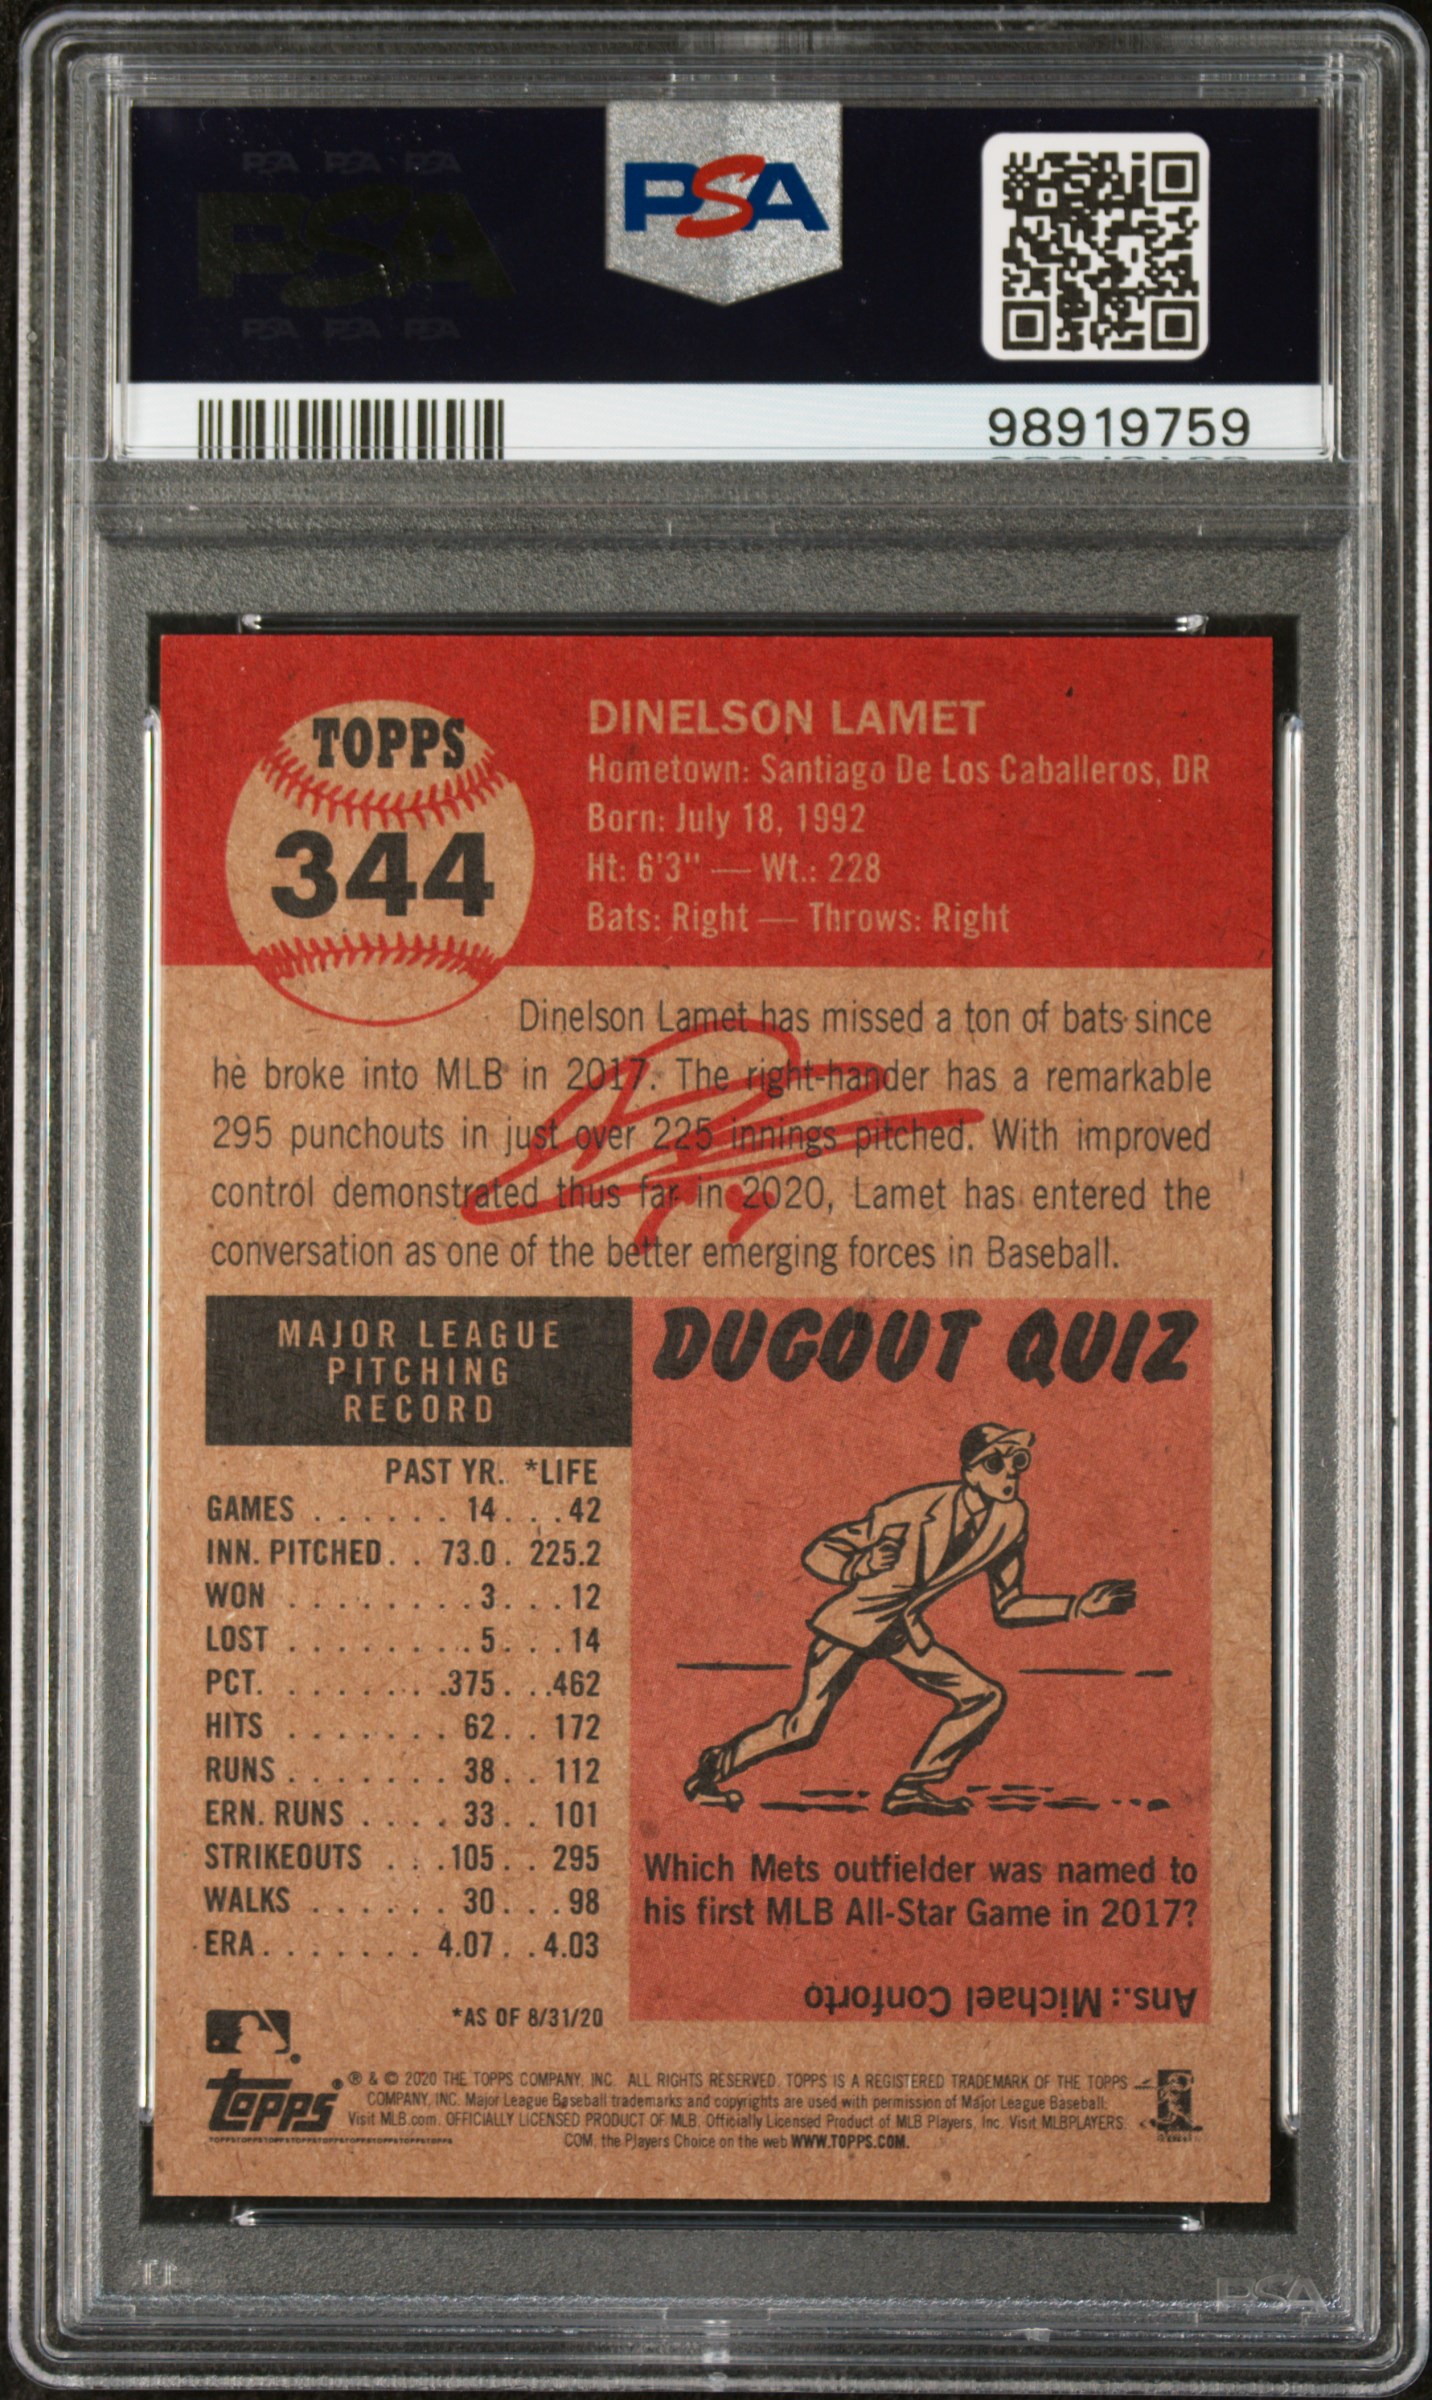 PSA PSA PSA
PSA
PSA PSA PSA
PSA
98919759
TOPPS
344
DINELSON LAMET
Hometown: Santiago De Los Caballeros, DR
Born: July 18, 1992
Ht: 6'3" — Wt.: 228
Bats: Right — Throws: Right
Dinelson Lamet has missed a ton of bats since
he broke into MLB in 2017. The right-hander has a remarkable
295 punchouts in just over 225 innings pitched. With improved
control demonstrated thus far in 2020, Lamet has entered the
conversation as one of the better emerging forces in Baseball.
MAJOR LEAGUE
PITCHING
RECORD
PAST YR. *LIFE
GAMES . . . . . . 14. . . 42
INN. PITCHED. . 73.0 . 225.2
WON . . . . . . . . 3. . . 12
LOST . . . . . . . . 5. . . 14
PCT. . . . . . . . .375. . .462
HITS . . . . . . . 62. . 172
RUNS . . . . . . . 38. . 112
ERN. RUNS . . . . 33. . 101
STRIKEOUTS . . .105. . 295
WALKS . . . . . . 30. . . 98
ERA. . . . . . . 4.07. . 4.03
*AS OF 8/31/20
DUGOUT QUIZ
Which Mets outfielder was named to
his first MLB All-Star Game in 2017?
Ans.: Michael Conforto
TOPPS
® & © 2020 THE TOPPS COMPANY, INC. ALL RIGHTS RESERVED. TOPPS IS A REGISTERED TRADEMARK OF THE TOPPS
COMPANY, INC. Major League Baseball trademarks and copyrights are used with permission of Major League Baseball.
Visit MLB.com. OFFICIALLY LICENSED PRODUCT OF MLB. Officially Licensed Product of MLB Players, Inc. Visit MLBPLAYERS.
COM, the Players Choice on the web WWW.TOPPS.COM.
TOPPSTOPPSTOPPSTOPPSTOPPSTOPPSTOPPSTOPPSTOPPS
PSA